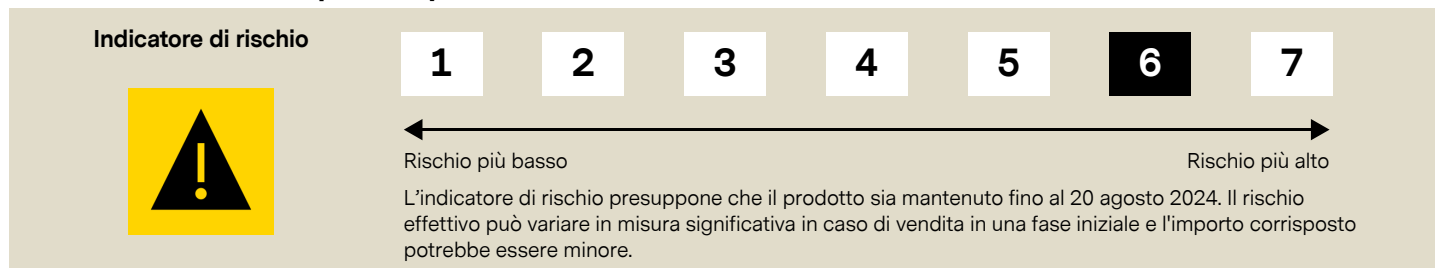 Indicatore di rischio
1 2 3 4 5 6 7
Rischio più basso Rischio più alto
L'indicatore di rischio presuppone che il prodotto sia mantenuto fino al 20 agosto 2024. Il rischio
effettivo può variare in misura significativa in caso di vendita in una fase iniziale e l'importo corrisposto
potrebbe essere minore.